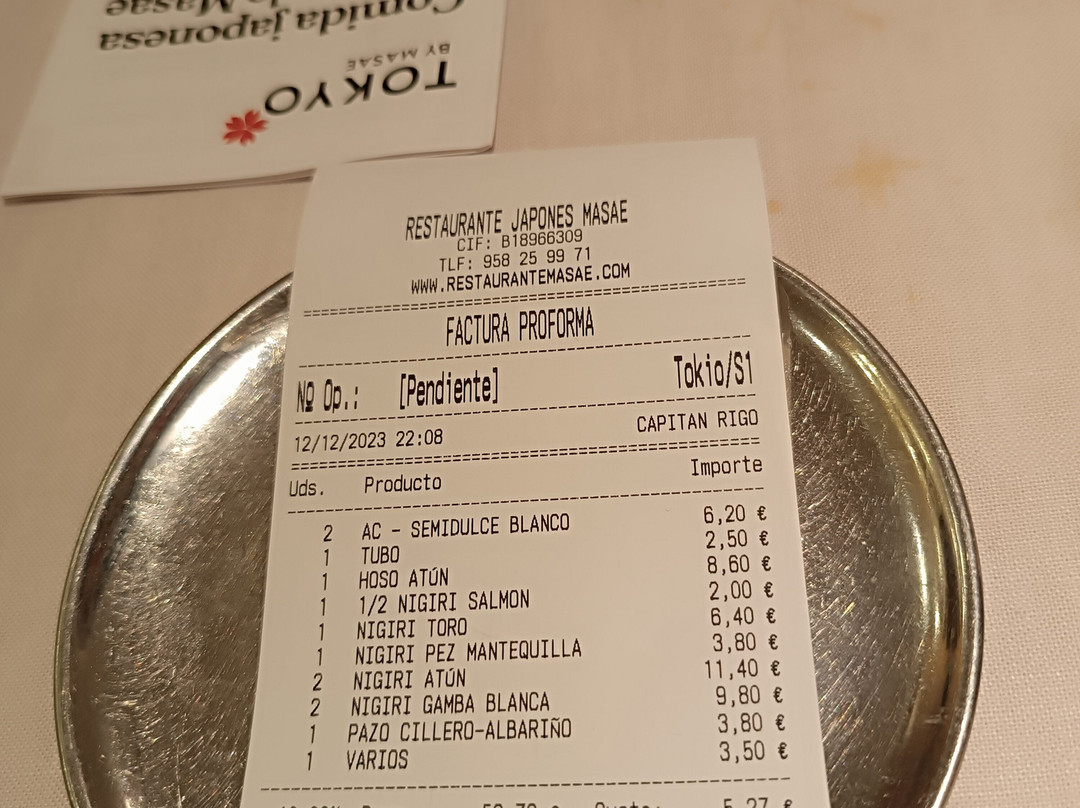 Comida japonesa
de Masae
TOKYO
BY MASAE
RESTAURANTE JAPONES MASAE
CIF: B18966309
TLF: 958 25 99 71
WWW.RESTAURANTEMASAE.COM
FACTURA PROFORMA
Nº Op.: [Pendiente] Tokio/S1
12/12/2023 22:08 CAPITAN RIGO
Uds. Producto Importe
2 AC - SEMIDULCE BLANCO 6,20 €
1 TUBO 2,50 €
1 HOSO ATÚN 8,60 €
1 1/2 NIGIRI SALMON 2,00 €
1 NIGIRI TORO 6,40 €
1 NIGIRI PEZ MANTEQUILLA 3,80 €
2 NIGIRI ATÚN 11,40 €
2 NIGIRI GAMBA BLANCA 9,80 €
1 PAZO CILLERO-ALBARIÑO 3,80 €
1 VARIOS 3,50 €
5,27 €